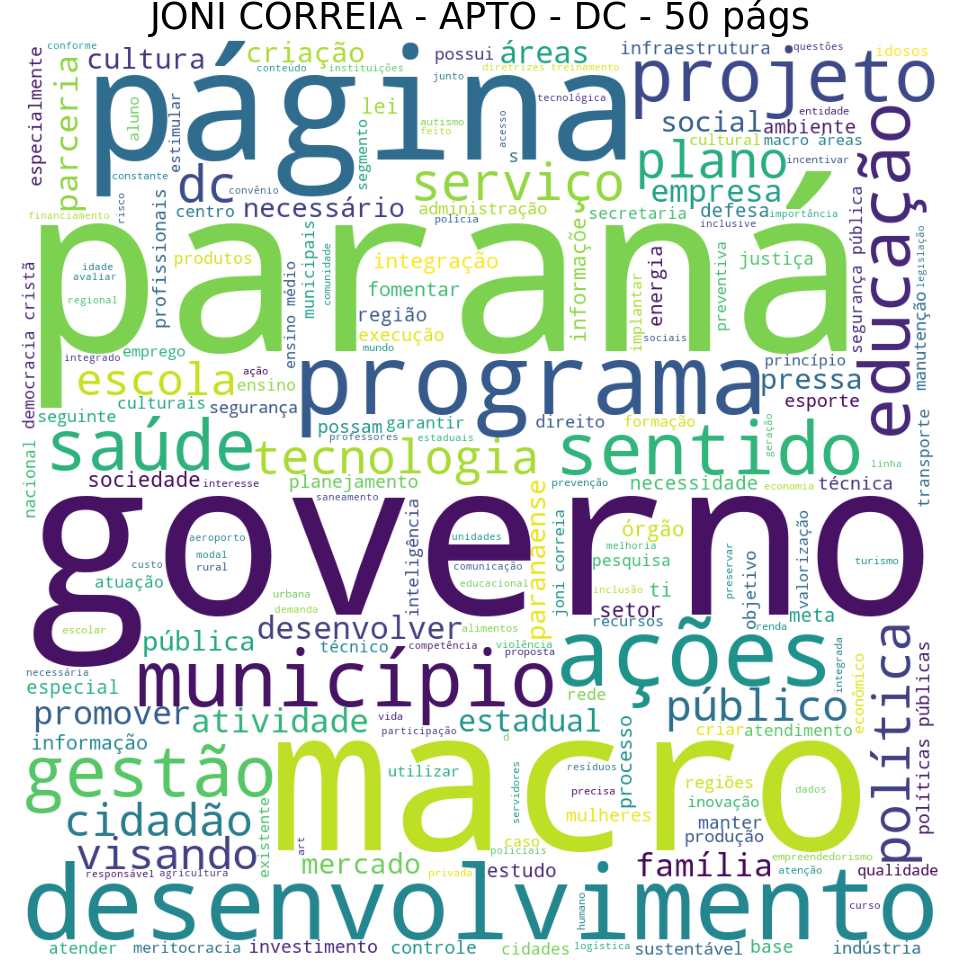 JONI CORREIA - APTO - DC - 50 págs
conforme
cultura
criação
possui
áreas
infraestrutura
questões
idosos
especialmente
parceria
página
conteúdo
instituições
junto
diretrizes
treinamento
projeto
aluno
estimular
lei
autismo
feito
tecnológica
acesso
entidade
social
ambiente
cultural
macro areas
segmento
constante
dc
convênio
serviço
s
plano
incentivar
educação
empresa
financiamento
risco
centro
necessário
administração
polícia
secretaria
defesa
importância
inclusive
paraná
idade
avaliar
regional
profissionais
produtos
ensino médio
municipais
comunidade
integração
fomentar
região
execução
mundo
informaçõe
implantar
energia
sociais
preventiva
justiça
segurança pública
manutenção
legislação
democracia cristã
integrado
emprego
ação
programa
princípio
pressa
escola
ensino
esporte
seguinte
culturais
segurança
possam
garantir
direito
formação
professores
estaduais
geração
transporte
nacional
saúde
tecnologia
sentido
linha
sociedade
interesse
planejamento
saneamento
prevenção
necessidade
economia
técnica
governo
aeroporto
modal
rural
custo
inteligência
unidades
comunicação
educacional
paranaense
joni correia
órgão
melhoria
pesquisa
inclusão
ti
preservar
objetivo
valorização
turismo
atuação
urbana
demanda
setor
recursos
renda
meta
escolar
pública
desenvolver
alimentos
técnico
competência
violência
proposta
ações
integrada
política
políticas públicas
necessária
especial
município
rede
público
econômico
promover
atividade
vida
participação
estadual
criar
atendimento
informação
d
processo
gestão
macro
utilizar
servidores
resíduos
precisa
regiões
dados
inovação
mulheres
manter
produção
cidadão
existente
art
visando
mercado
policiais
caso
estudo
família
empreendedorismo
atenção
qualidade
responsável
agricultura
privada
desenvolvimento
humano
curso
atender
meritocracia
investimento
controle
cidades
logística
sustentável
base
indústria